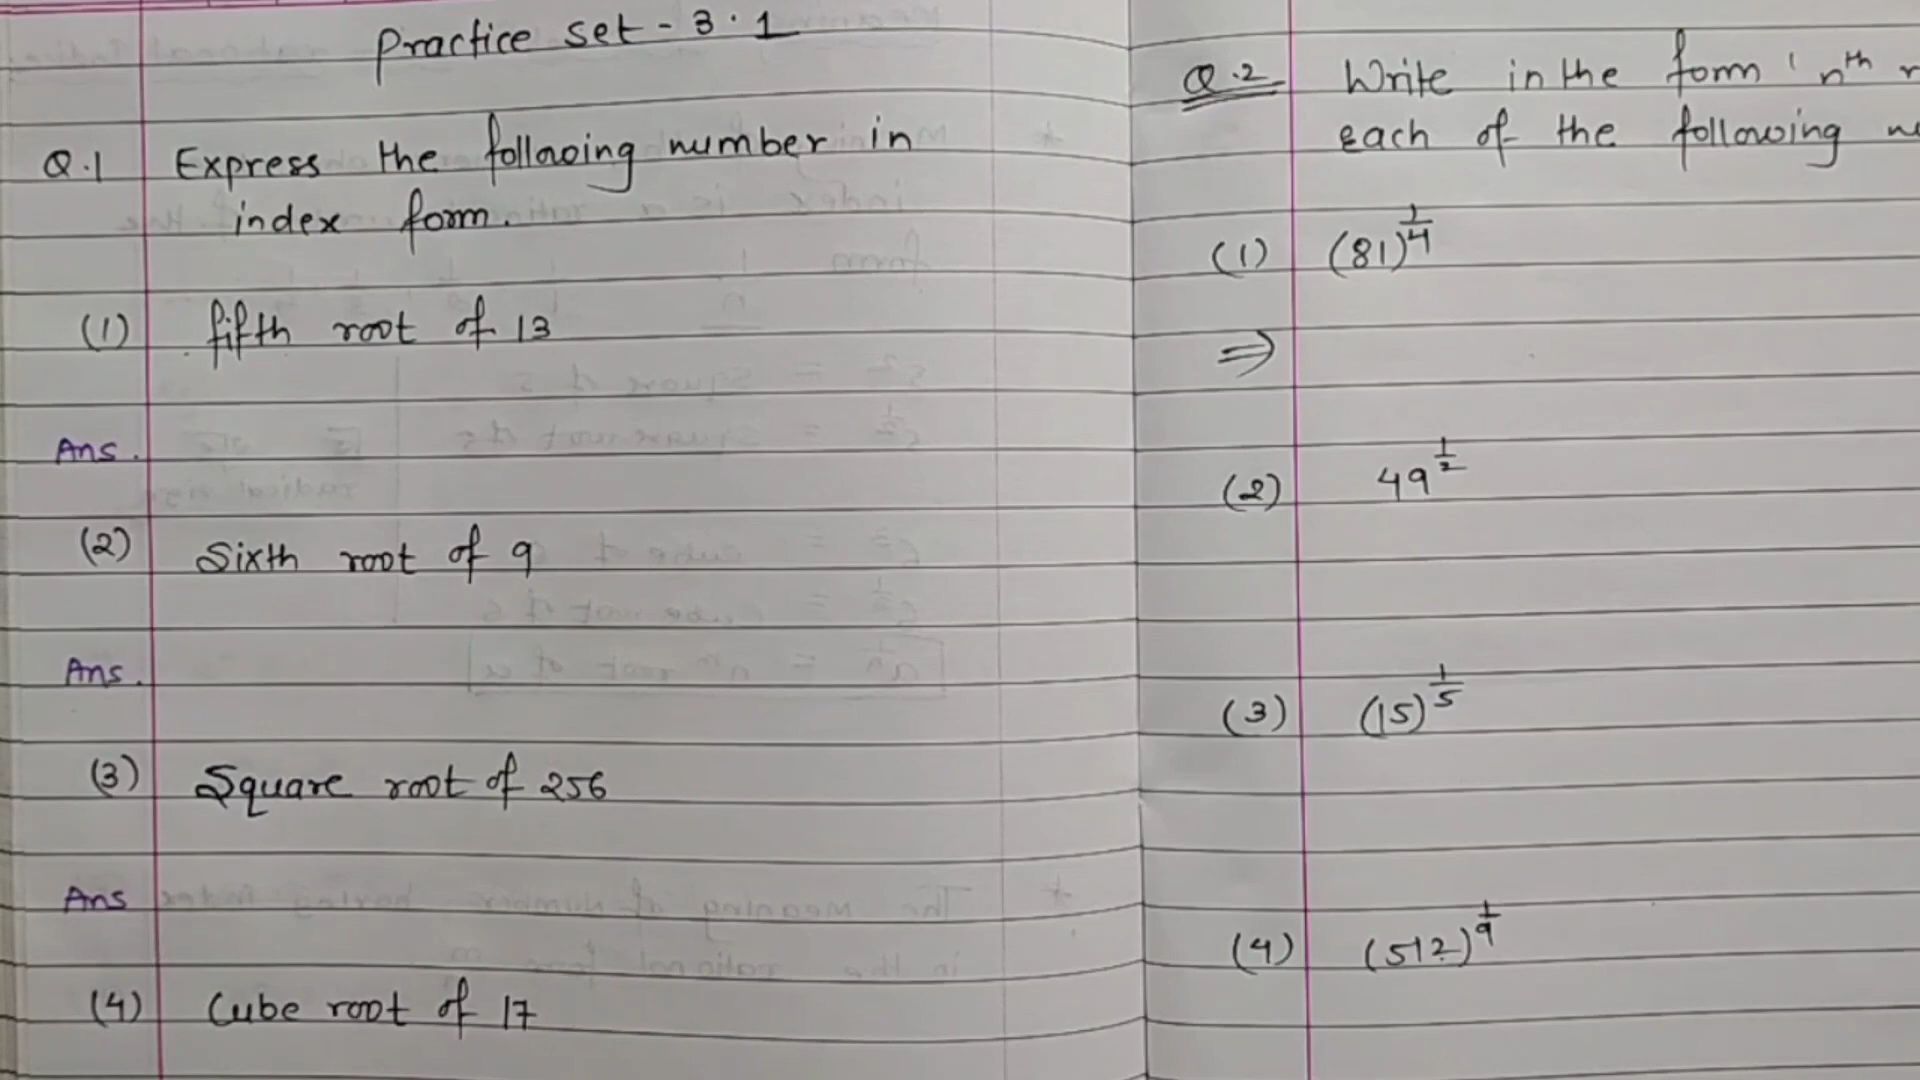 Practice set - 3.1
Q.1 Express the following number in
index form.
(1) fifth root of 13
Ans.
(2) Sixth root of 9
Ans.
(3) Square root of 256
Ans
(4) Cube root of 17
Q.2 Write in the form 'nth r
each of the following
(1) (81)^1/4
⇒
(2) 49^1/2
(3) (15)^1/5
(4) (512)^1/9